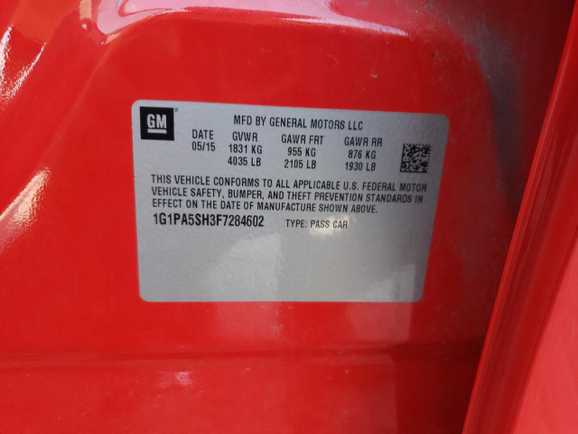 GM
MFD BY GENERAL MOTORS LLC
DATE GVWR GAWR FRT GAWR RR
05/15 1831 KG 955 KG 876 KG
4035 LB 2105 LB 1930 LB
THIS VEHICLE CONFORMS TO ALL APPLICABLE U.S. FEDERAL MOTOR
VEHICLE SAFETY, BUMPER, AND THEFT PREVENTION STANDARDS IN
EFFECT ON THE DATE OF MANUFACTURE SHOWN ABOVE.
1G1PA5SH3F7284602 TYPE: PASS CAR